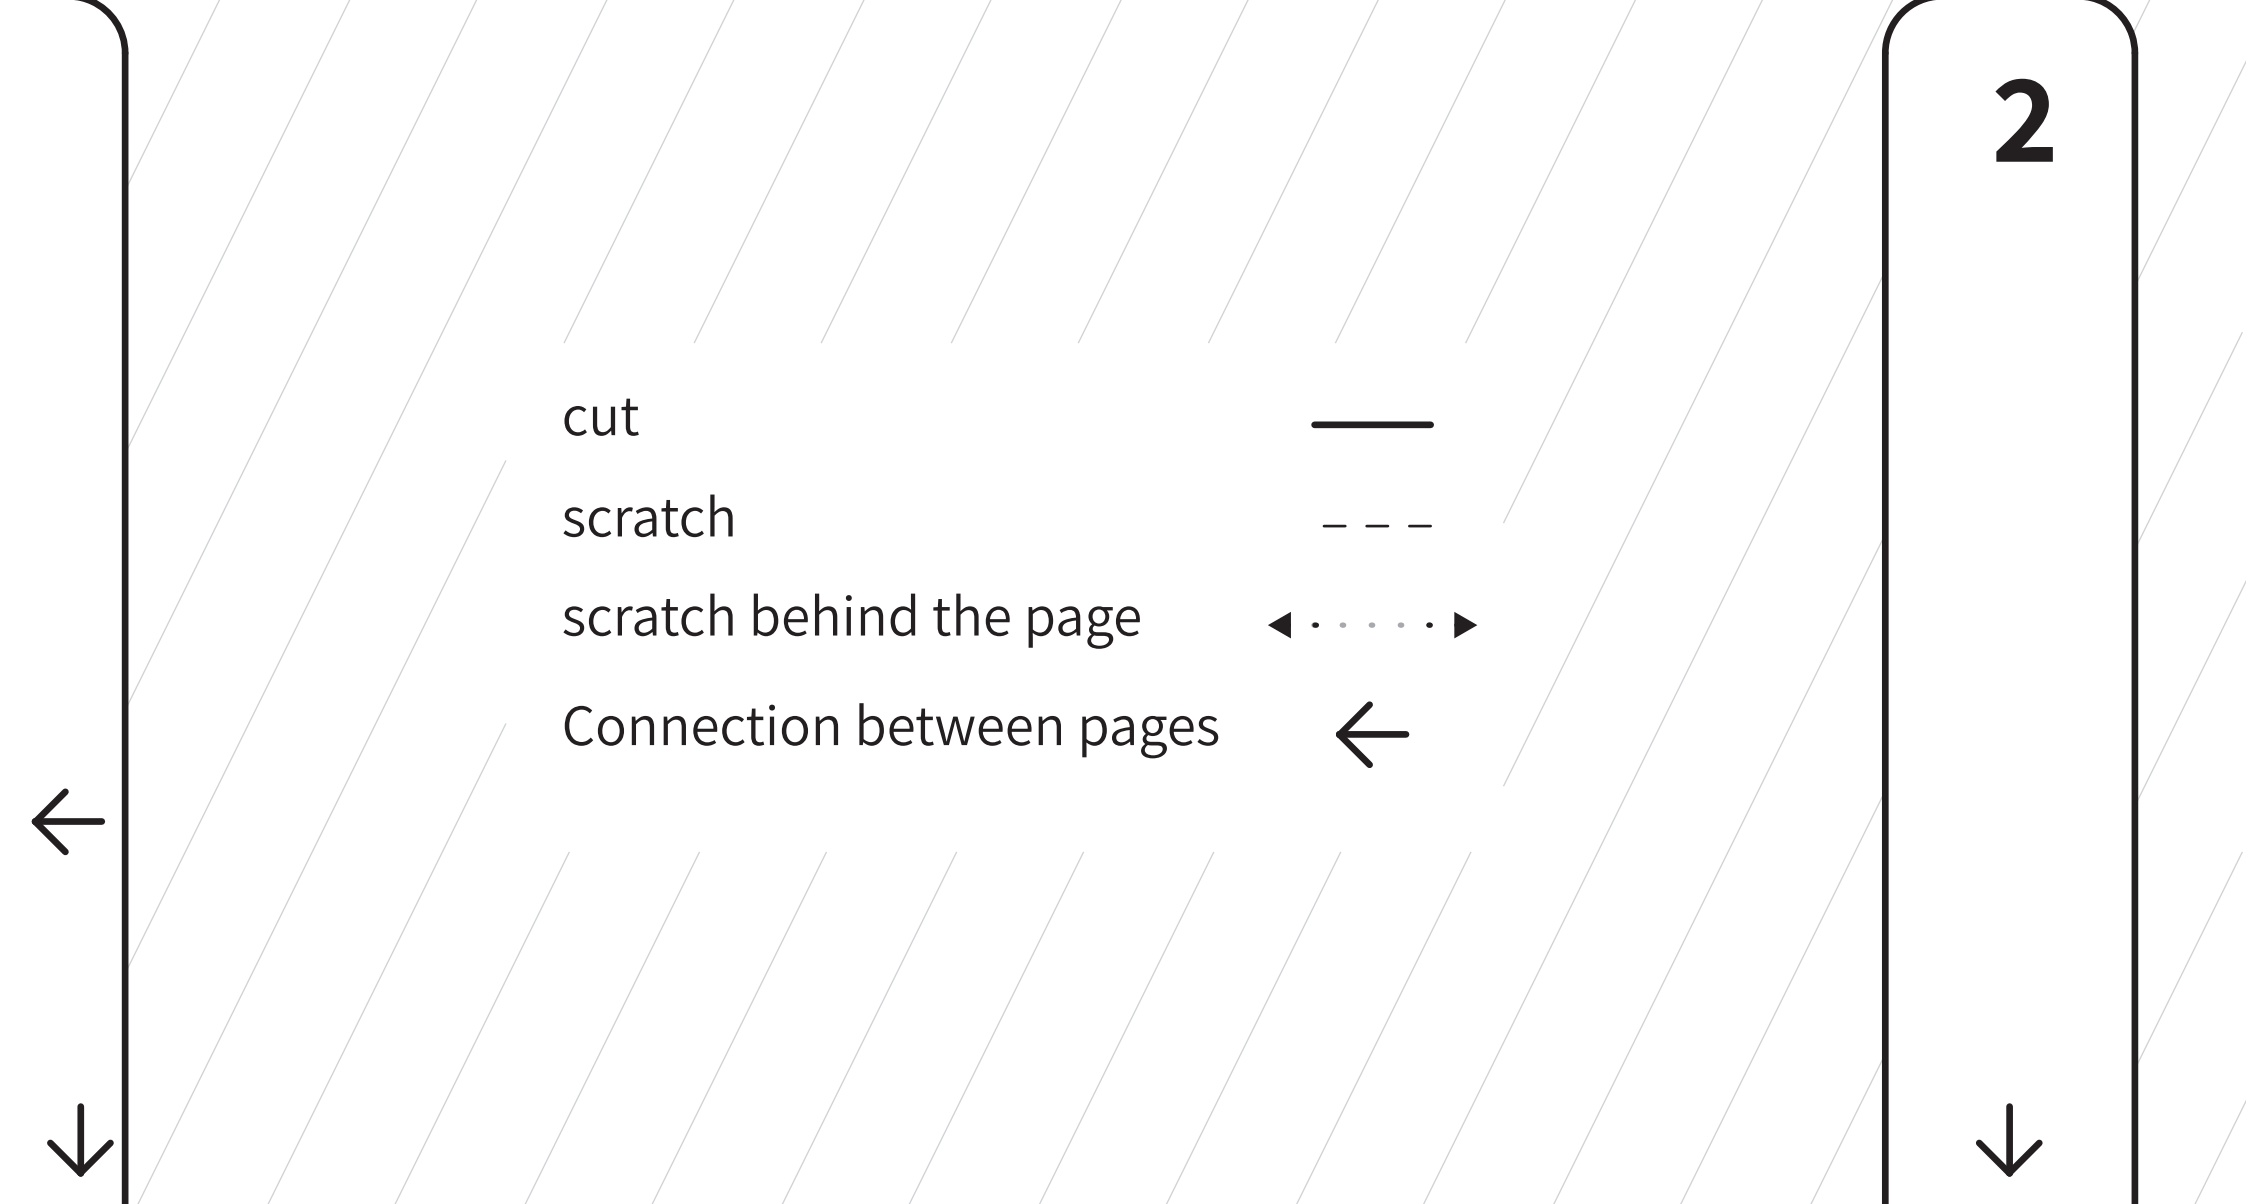 2
cut
scratch
scratch behind the page
Connection between pages